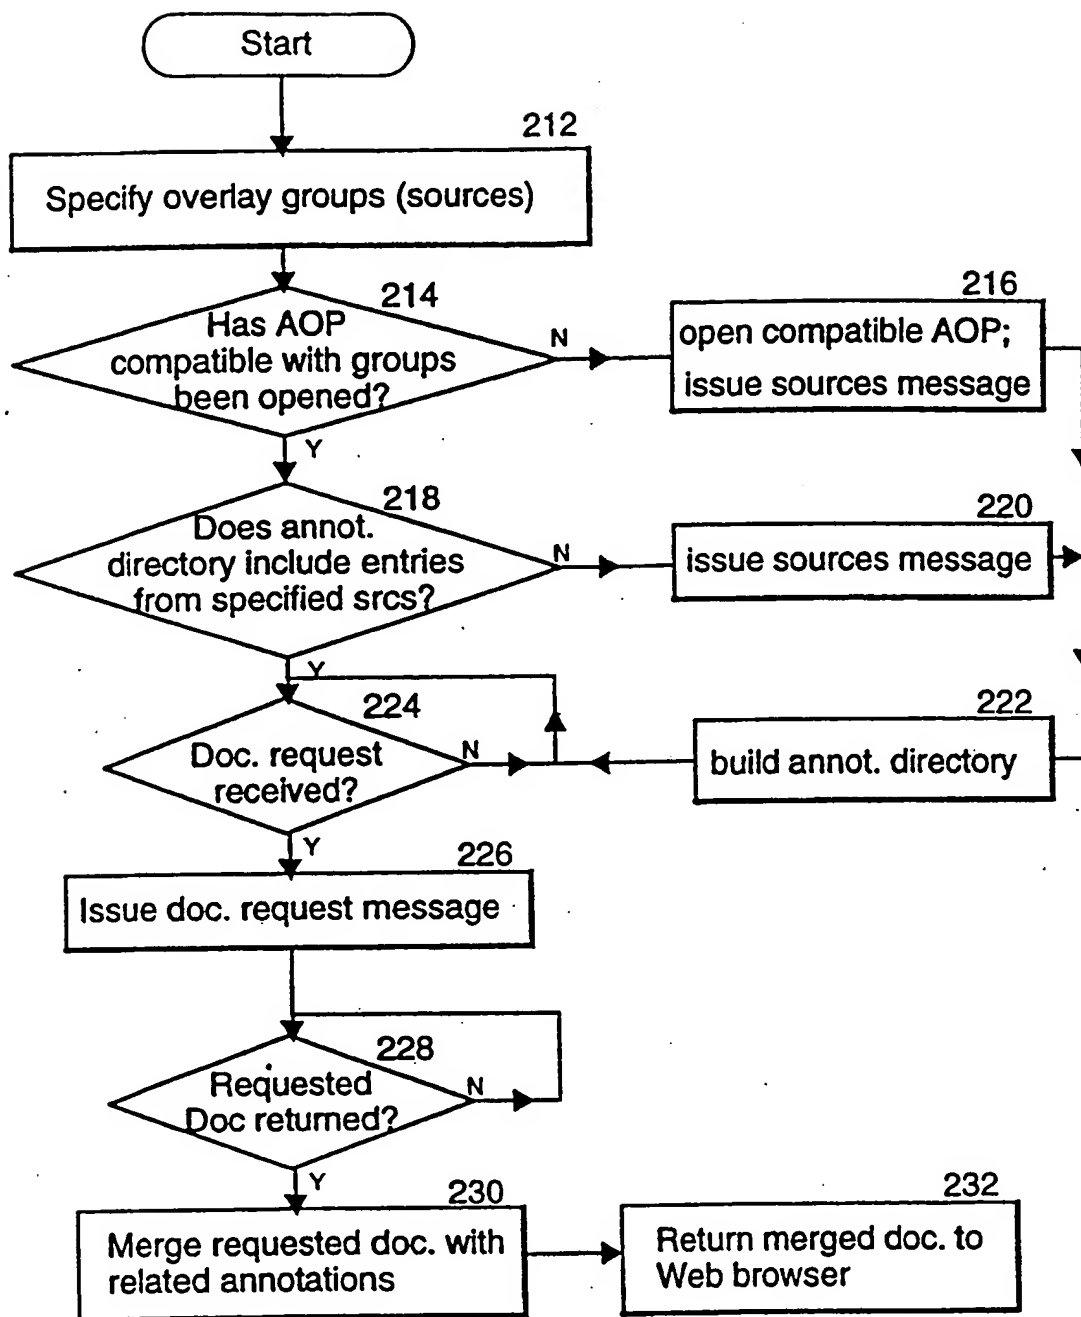 Start
212
Specify overlay groups (sources)
214
Has AOP
compatible with groups
been opened?
N
Y
216
open compatible AOP;
issue sources message
218
Does annot.
directory include entries
from specified srcs?
N
Y
220
issue sources message
222
build annot. directory
224
Doc. request
received?
N
Y
226
Issue doc. request message
228
Requested
Doc returned?
N
Y
230
Merge requested doc. with
related annotations
232
Return merged doc. to
Web browser